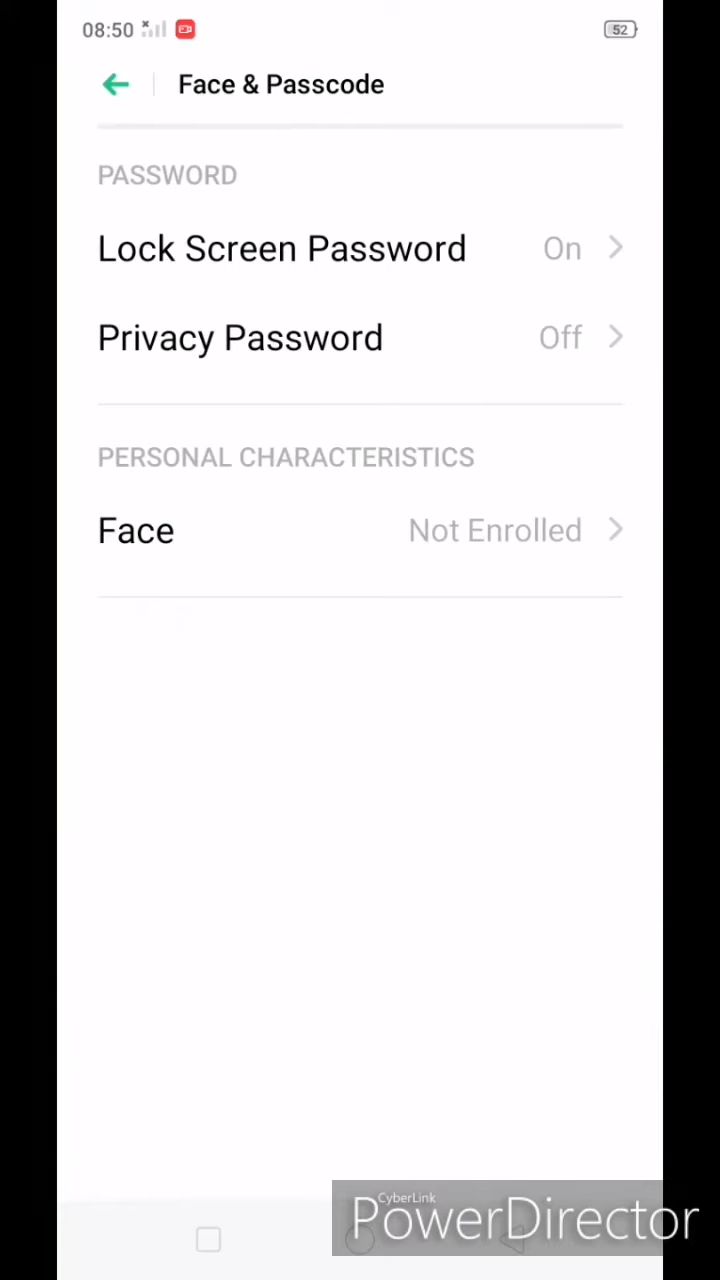 08:50
52
Face & Passcode
PASSWORD
Lock Screen Password On
Privacy Password Off
PERSONAL CHARACTERISTICS
Face Not Enrolled
CyberLink
PowerDirector